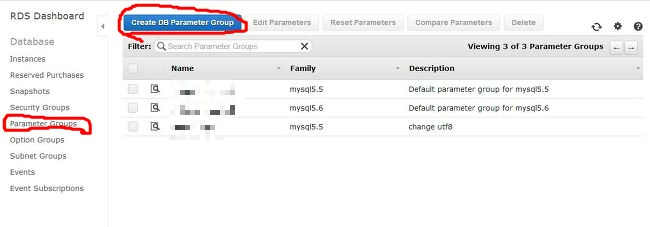 RDS Dashboard
Database
Instances
Reserved Purchases
Snapshots
Security Groups
Parameter Groups
Option Groups
Subnet Groups
Events
Event Subscriptions
Create DB Parameter Group Edit Parameters Reset Parameters Compare Parameters Delete
Filter: Search Parameter Groups X Viewing 3 of 3 Parameter Groups
Name Family Description
mysql5.5 Default parameter group for mysql5.5
mysql5.6 Default parameter group for mysql5.6
mysql5.5 change utf8